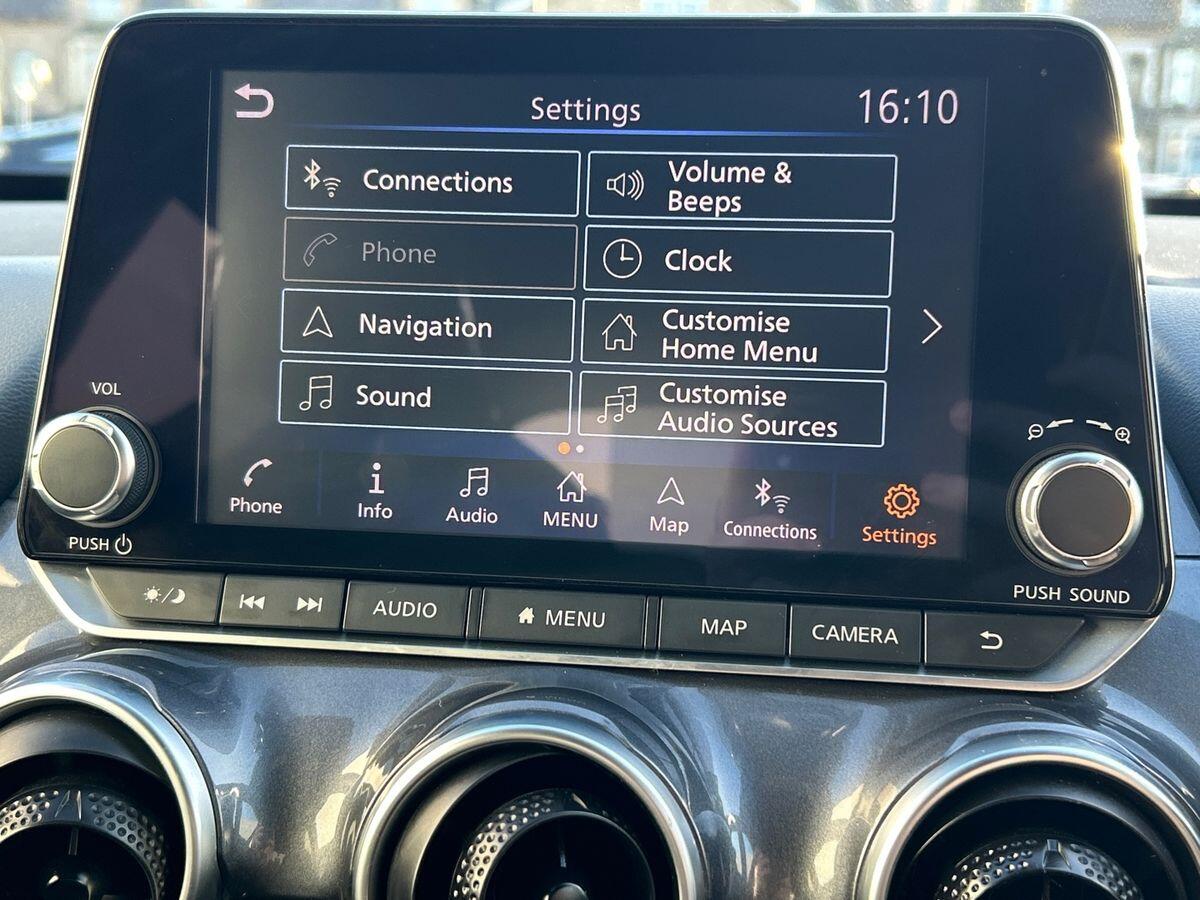 Settings
16:10
Connections
Volume &
Beeps
Phone
Clock
Navigation
Customise
Home Menu
Sound
Customise
Audio Sources
Phone
Info
Audio
MENU
Map
Connections
Settings
VOL
PUSH
PUSH SOUND
AUDIO
MENU
MAP
CAMERA